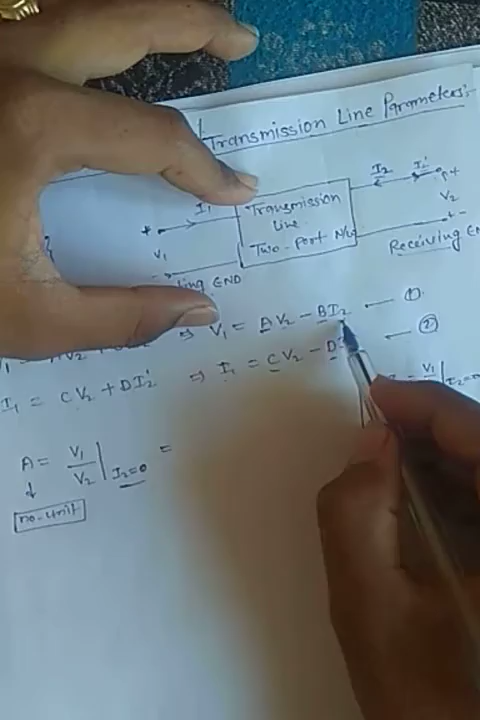 Transmission Line Parameters:-
I₁ I₂ I₂'
+ Transmission +
V₁ Line V₂
- Two-Port N/w -
END Receiving
⇒ V₁ = AV₂ - BI₂ ← ①
I₁ = CV₂ + DI₂' ⇒ I₁ = CV₂ - D ← ②
A = V₁/V₂ | I₂=0 =
↓
no-unit